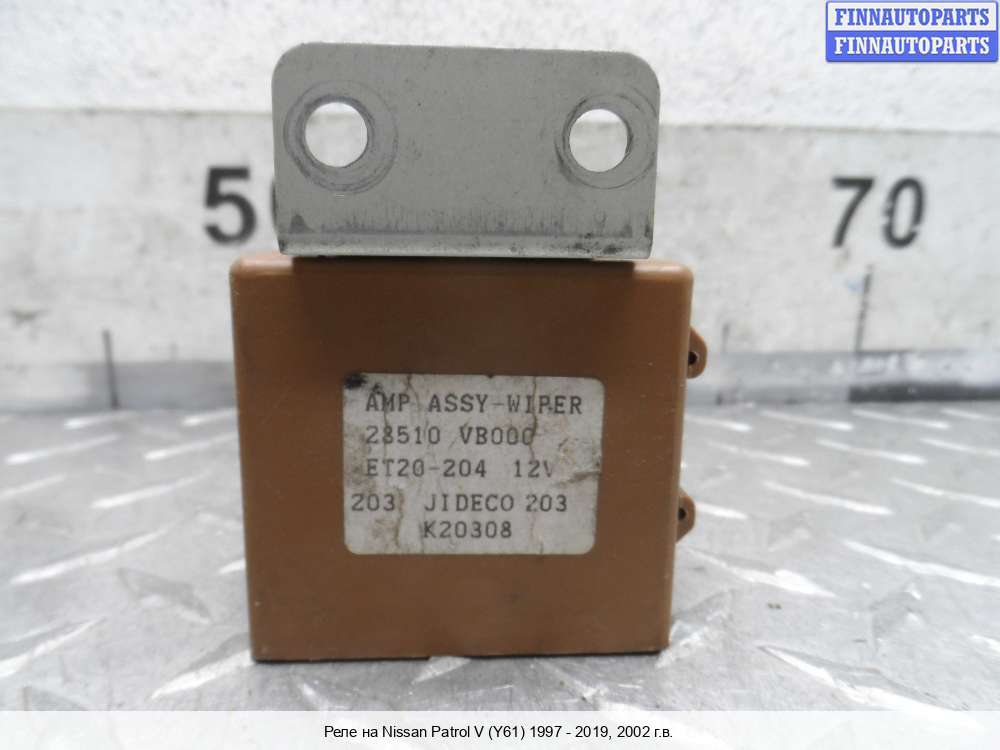 FINNAUTOPARTS
FINNAUTOPARTS
70
AMP ASSY-WIPER
28510 VB000
ET20-204 12V
203 JIDECO 203
K20308
Реле на Nissan Patrol V (Y61) 1997 - 2019, 2002 г.в.